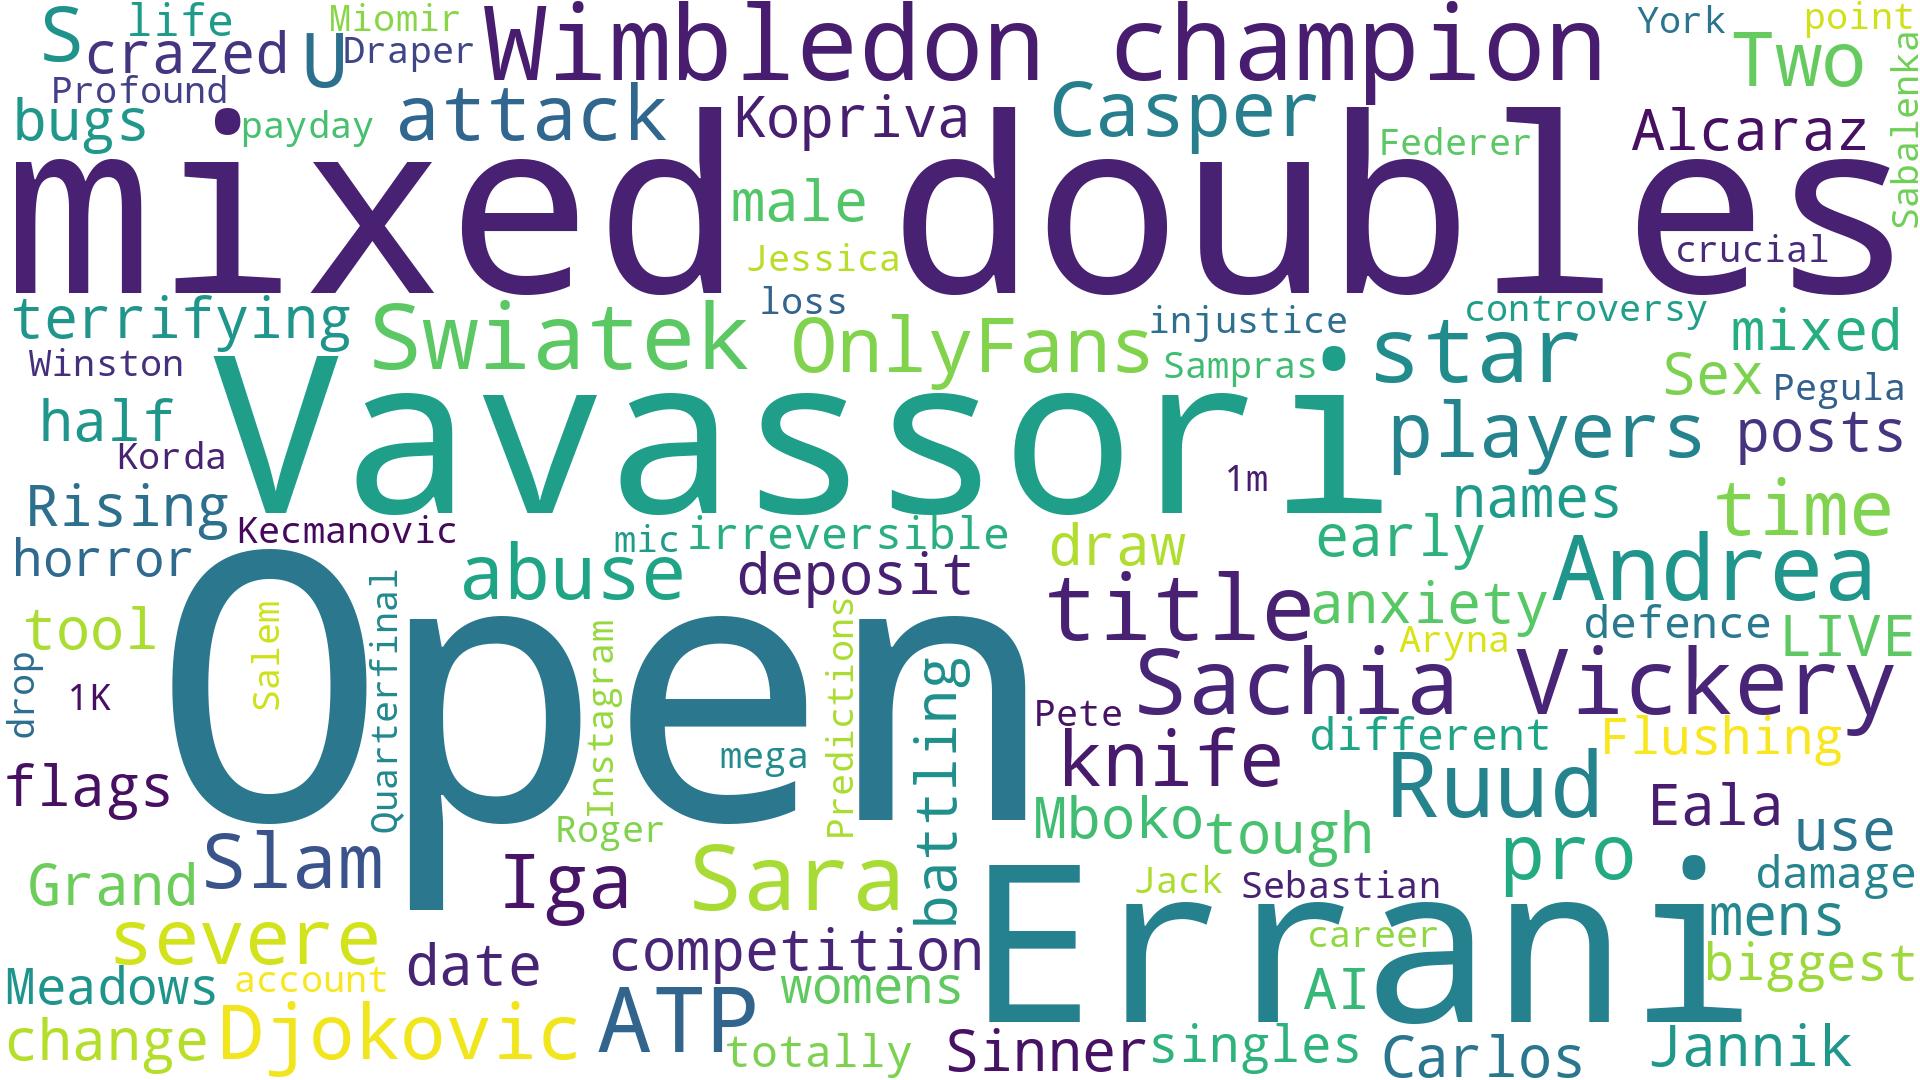 S
life
Miomir
Wimbledon champion
York
point
crazed
U
Draper
Two
Sabalenka
Profound
bugs
payday
attack
Kopriva
Casper
Federer
Alcaraz
mixed doubles
male
Jessica
crucial
terrifying
loss
injustice
controversy
mixed
Swiatek
OnlyFans
Sampras
star
Winston
Sex
Pegula
half
Vavassori
players
posts
Korda
1m
Rising
names
time
Kecmanovic
mic
irreversible
early
horror
abuse
deposit
draw
Andrea
title
anxiety
tool
Salem
Quarterfinal
Instagram
Predictions
defence
Aryna
LIVE
drop
1K
Open
battling
Sachia Vickery
Pete
different
Flushing
mega
knife
flags
Ruud
Eala
Roger
Mboko
tough
use
Slam
pro
Grand
Iga
Sara
Jack
Sebastian
damage
severe
Errani
mens
career
date
competition
biggest
Meadows
account
womens
AI
change
Djokovic
ATP
totally
Sinner
singles
Carlos
Jannik